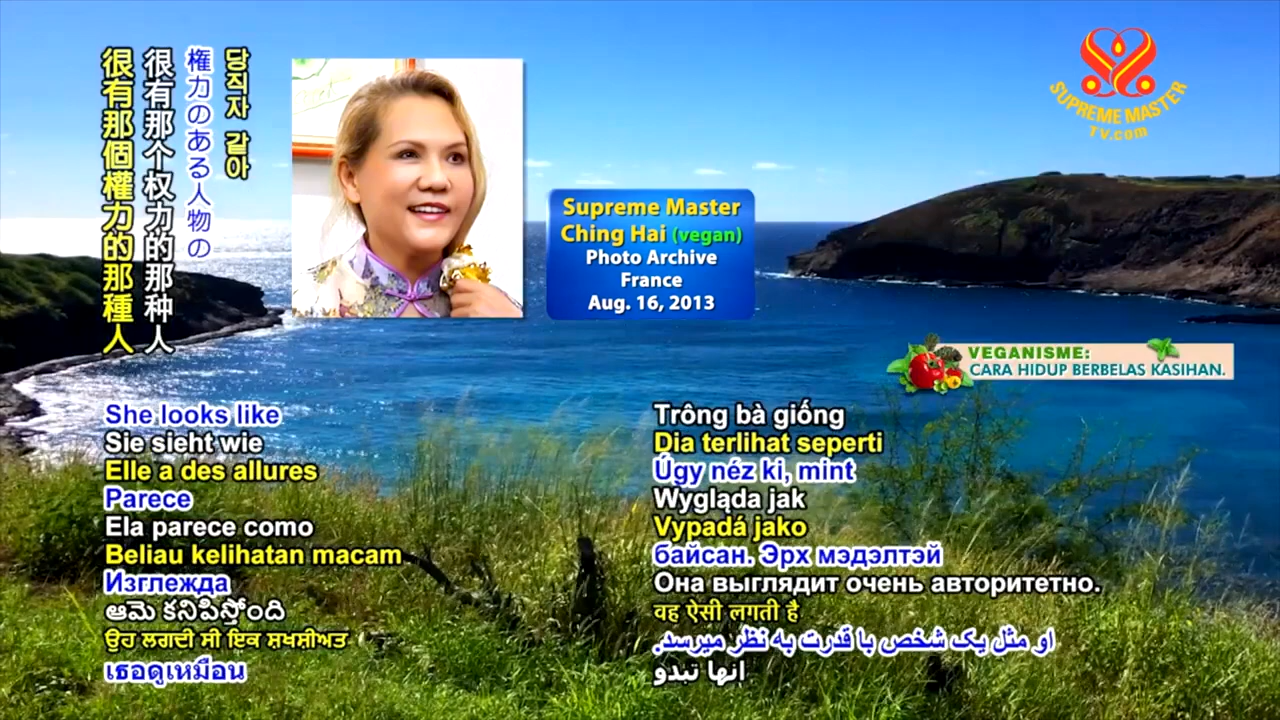 당직자 같아
権力のある人物の
很有那个权力的那种人
很有那個權力的那種人
SUPREME MASTER
TV.com
Supreme Master
Ching Hai (vegan)
Photo Archive
France
Aug. 16, 2013
VEGANISME:
CARA HIDUP BERBELAS KASIHAN.
She looks like
Sie sieht wie
Elle a des allures
Parece
Ela parece como
Beliau kelihatan macam
Изглежда
ఆమె కనిపిస్తోంది
ਉਹ ਲਗਦੀ ਸੀ ਇਕ ਸ਼ਖਸ਼ੀਅਤ
เธอดูเหมือน
Trông bà giống
Dia terlihat seperti
Úgy néz ki, mint
Wygląda jak
Vypadá jako
байсан. Эрх мэдэлтэй
Она выглядит очень авторитетно.
वह ऐसी लगती है
او مثل یک شخص با قدرت به نظر میرسد.
انها تبدو